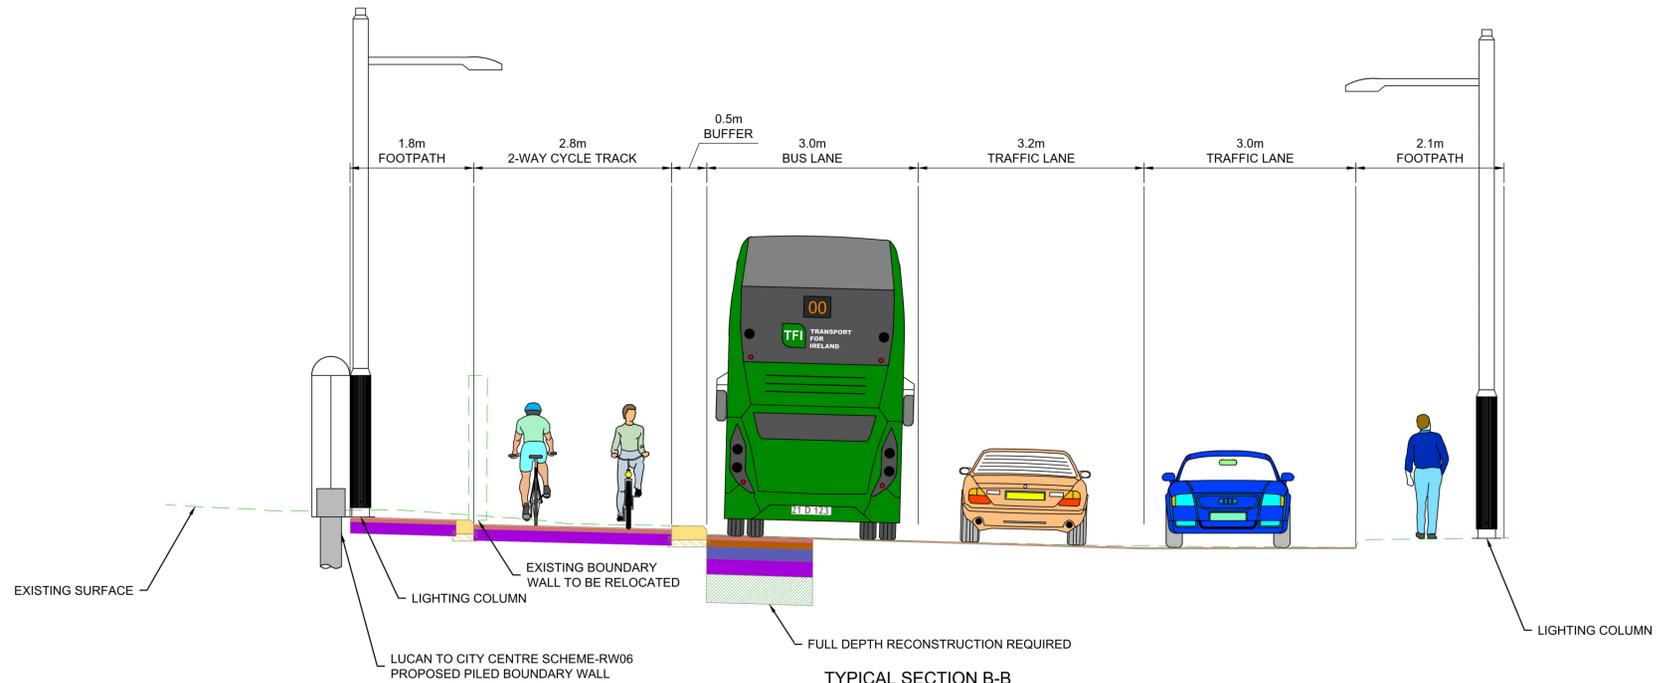 0.5m
BUFFER
1.8m
FOOTPATH
2.8m
2-WAY CYCLE TRACK
3.0m
BUS LANE
3.2m
TRAFFIC LANE
3.0m
TRAFFIC LANE
2.1m
FOOTPATH
00
TFI
TRANSPORT
FOR
IRELAND
21 D 123
EXISTING SURFACE
LIGHTING COLUMN
EXISTING BOUNDARY
WALL TO BE RELOCATED
FULL DEPTH RECONSTRUCTION REQUIRED
LIGHTING COLUMN
LUCAN TO CITY CENTRE SCHEME-RW06
PROPOSED PILED BOUNDARY WALL
TYPICAL SECTION B-B